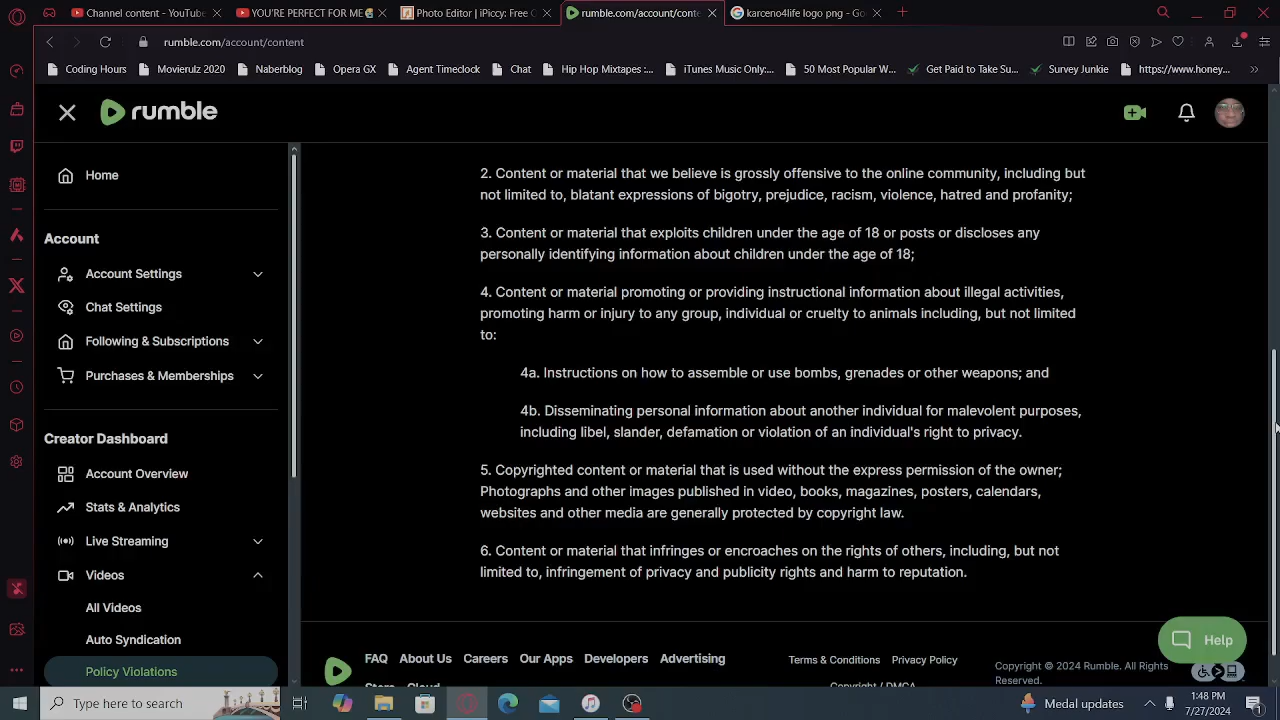 Content outputs - YouTube
YOU'RE PERFECT FOR ME
Photo Editor | iPiccy: Free O
rumble.com/account/conte
karceno4life logo png - Go
rumble.com/account/content
Coding Hours
Movierulz 2020
Naberblog
Opera GX
Agent Timeclock
Chat
Hip Hop Mixtapes :...
iTunes Music Only:...
50 Most Popular W...
Get Paid to Take Su...
Survey Junkie
https://www.honey...
rumble
Home
Account
Account Settings
Chat Settings
Following & Subscriptions
Purchases & Memberships
Creator Dashboard
Account Overview
Stats & Analytics
Live Streaming
Videos
All Videos
Auto Syndication
Policy Violations
2. Content or material that we believe is grossly offensive to the online community, including but
not limited to, blatant expressions of bigotry, prejudice, racism, violence, hatred and profanity;
3. Content or material that exploits children under the age of 18 or posts or discloses any
personally identifying information about children under the age of 18;
4. Content or material promoting or providing instructional information about illegal activities,
promoting harm or injury to any group, individual or cruelty to animals including, but not limited
to:
4a. Instructions on how to assemble or use bombs, grenades or other weapons; and
4b. Disseminating personal information about another individual for malevolent purposes,
including libel, slander, defamation or violation of an individual's right to privacy.
5. Copyrighted content or material that is used without the express permission of the owner;
Photographs and other images published in video, books, magazines, posters, calendars,
websites and other media are generally protected by copyright law.
6. Content or material that infringes or encroaches on the rights of others, including, but not
limited to, infringement of privacy and publicity rights and harm to reputation.
Help
FAQ About Us Careers Our Apps Developers Advertising
Store Cloud
Terms & Conditions Privacy Policy
Copyright / DMCA
Copyright © 2024 Rumble. All Rights
Reserved.
Type here to search
Medal updates
1:48 PM
7/27/2024